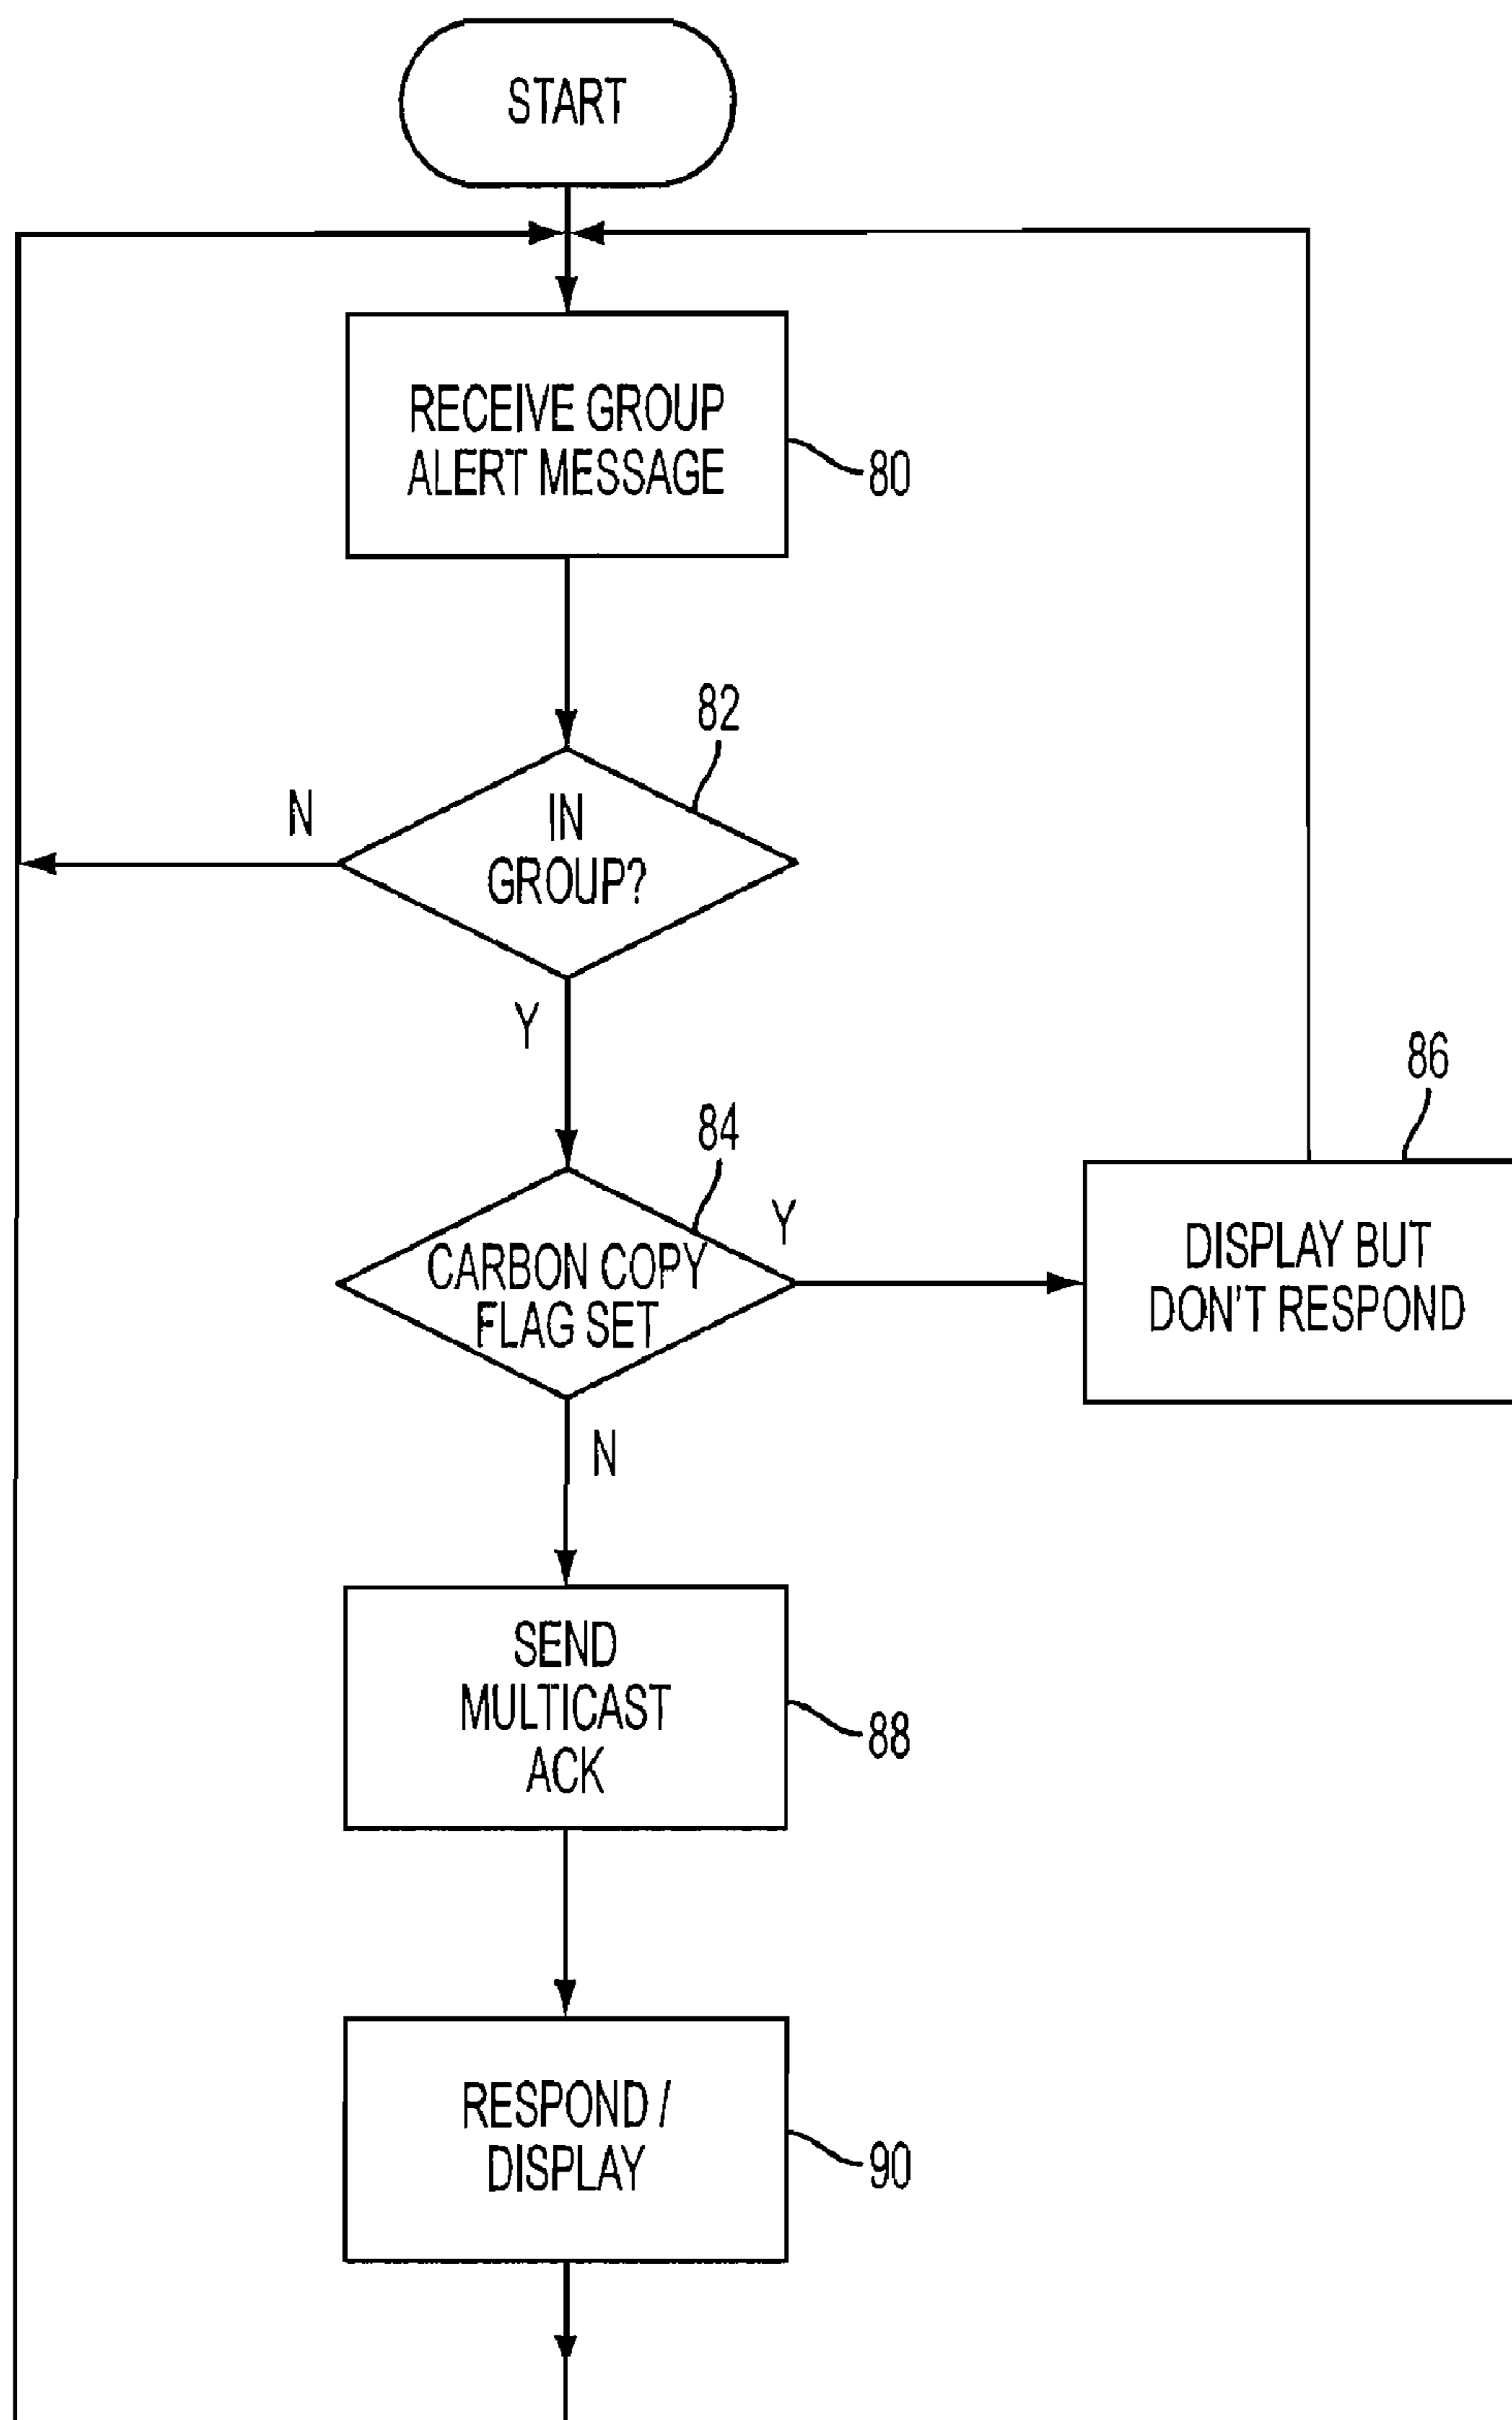 START
RECEIVE GROUP
ALERT MESSAGE
80
82
N
IN
GROUP?
Y
84
Y
CARBON COPY
FLAG SET
86
DISPLAY BUT
DON'T RESPOND
N
SEND
MULTICAST
ACK
88
RESPOND /
DISPLAY
90